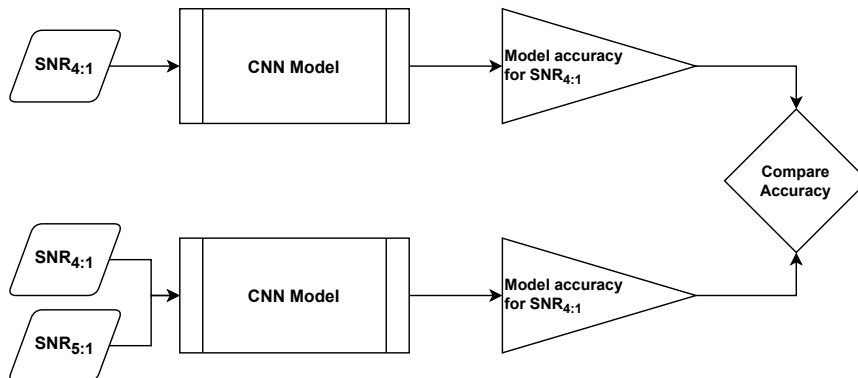 SNR4:1
CNN Model
Model accuracy
for SNR4:1
Compare
Accuracy
SNR4:1
SNR5:1
CNN Model
Model accuracy
for SNR4:1